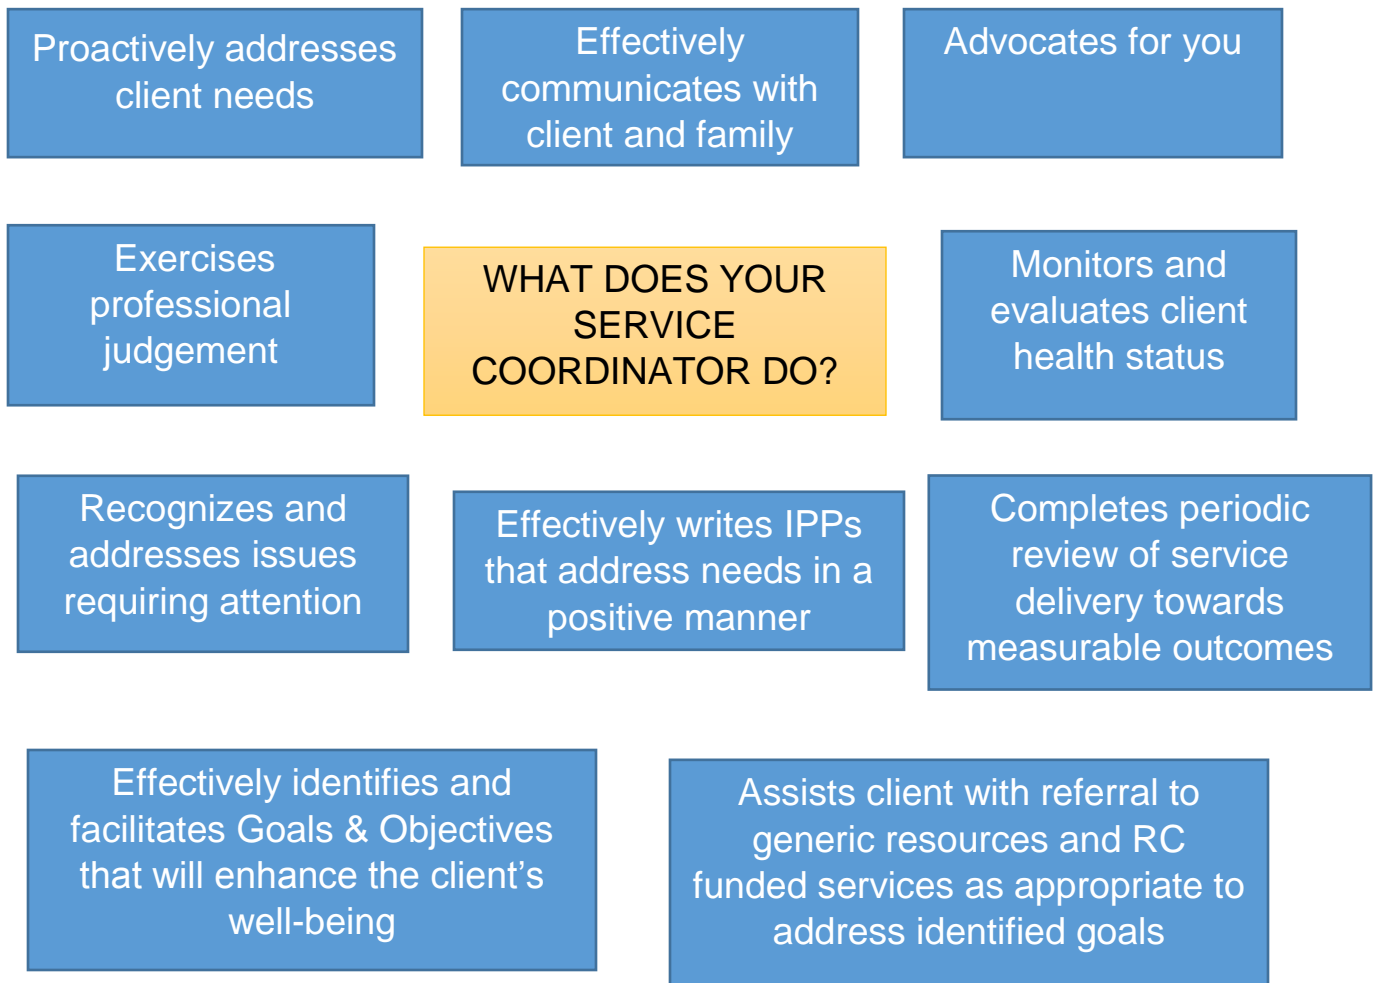 Proactively addresses
client needs
Effectively
communicates with
client and family
Advocates for you
Exercises
professional
judgement
WHAT DOES YOUR
SERVICE
COORDINATOR DO?
Monitors and
evaluates client
health status
Recognizes and
addresses issues
requiring attention
Effectively writes IPPs
that address needs in a
positive manner
Completes periodic
review of service
delivery towards
measurable outcomes
Effectively identifies and
facilitates Goals & Objectives
that will enhance the client’s
well-being
Assists client with referral to
generic resources and RC
funded services as appropriate to
address identified goals